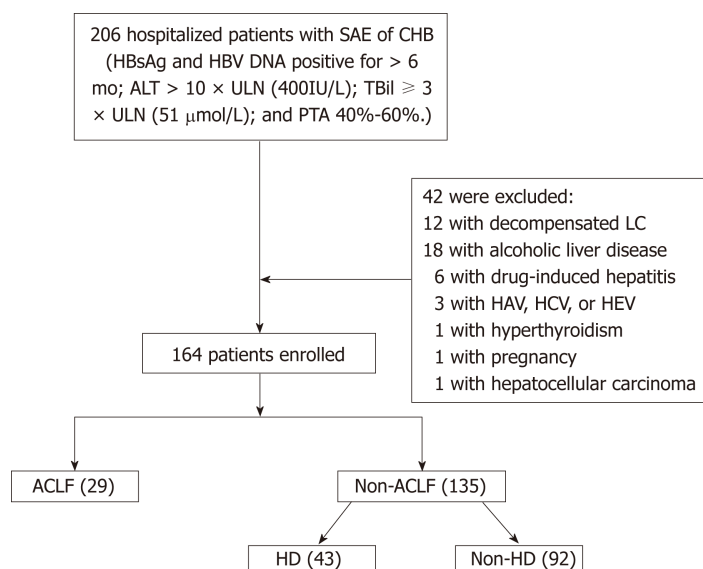 206 hospitalized patients with SAE of CHB
(HBsAg and HBV DNA positive for > 6
mo; ALT > 10 × ULN (400IU/L); TBil ≥ 3
× ULN (51 μmol/L); and PTA 40%-60%.)
42 were excluded:
12 with decompensated LC
18 with alcoholic liver disease
6 with drug-induced hepatitis
3 with HAV, HCV, or HEV
1 with hyperthyroidism
1 with pregnancy
1 with hepatocellular carcinoma
164 patients enrolled
ACLF (29)
Non-ACLF (135)
HD (43)
Non-HD (92)